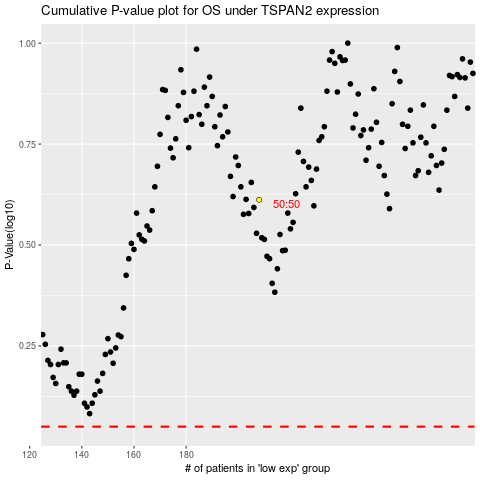 Cumulative P-value plot for OS under TSPAN2 expression
1.00
0.75
0.50
0.25
P-Value(log10)
50:50
120 140 160 180
# of patients in 'low exp' group